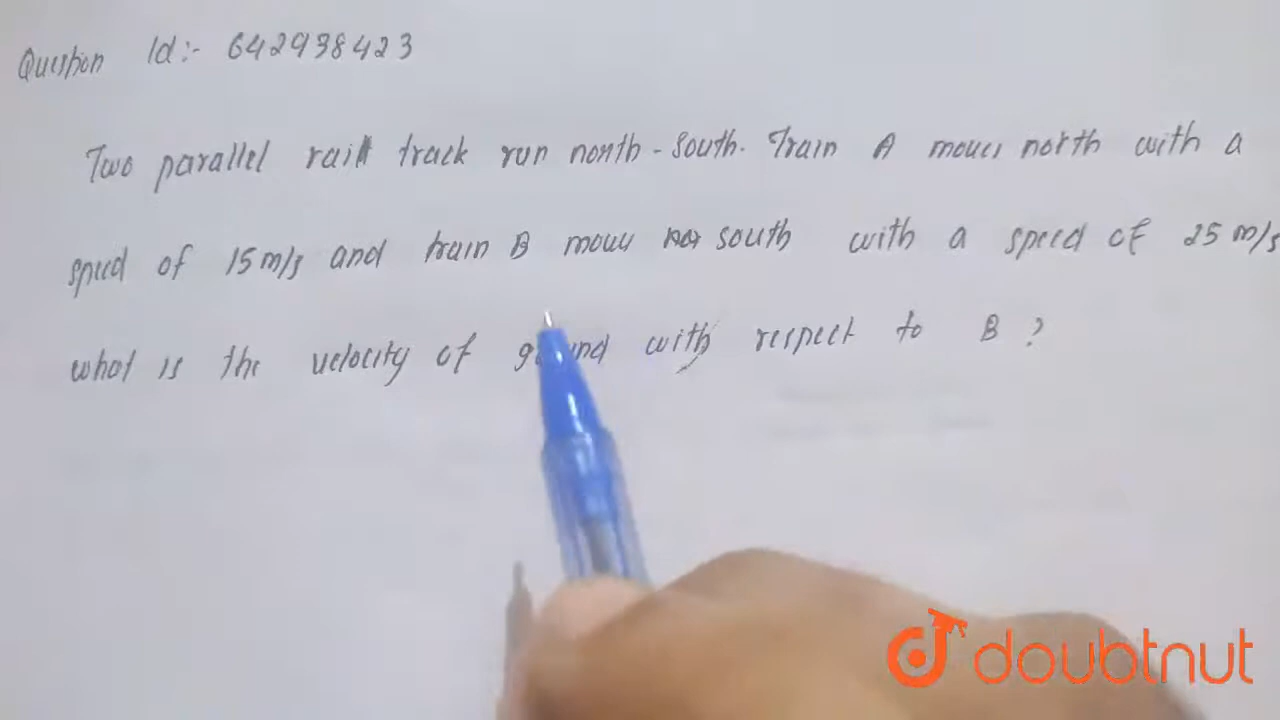 Question Id:- 642938423
Two parallel rail track run north-south. Train A moves north with a
speed of 15 m/s and train B moves south with a speed of 25 m/s
what is the velocity of ground with respect to B?
doubtnut